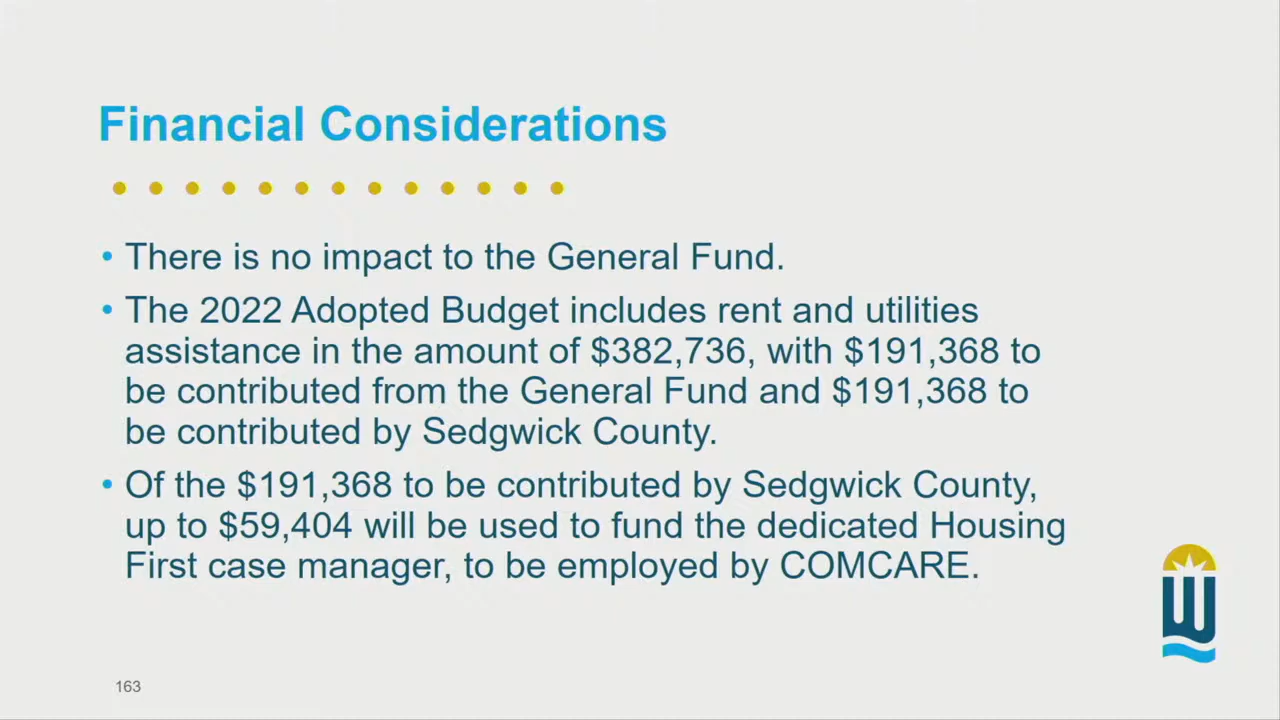 Financial Considerations
• There is no impact to the General Fund.
• The 2022 Adopted Budget includes rent and utilities
assistance in the amount of $382,736, with $191,368 to
be contributed from the General Fund and $191,368 to
be contributed by Sedgwick County.
• Of the $191,368 to be contributed by Sedgwick County,
up to $59,404 will be used to fund the dedicated Housing
First case manager, to be employed by COMCARE.
163